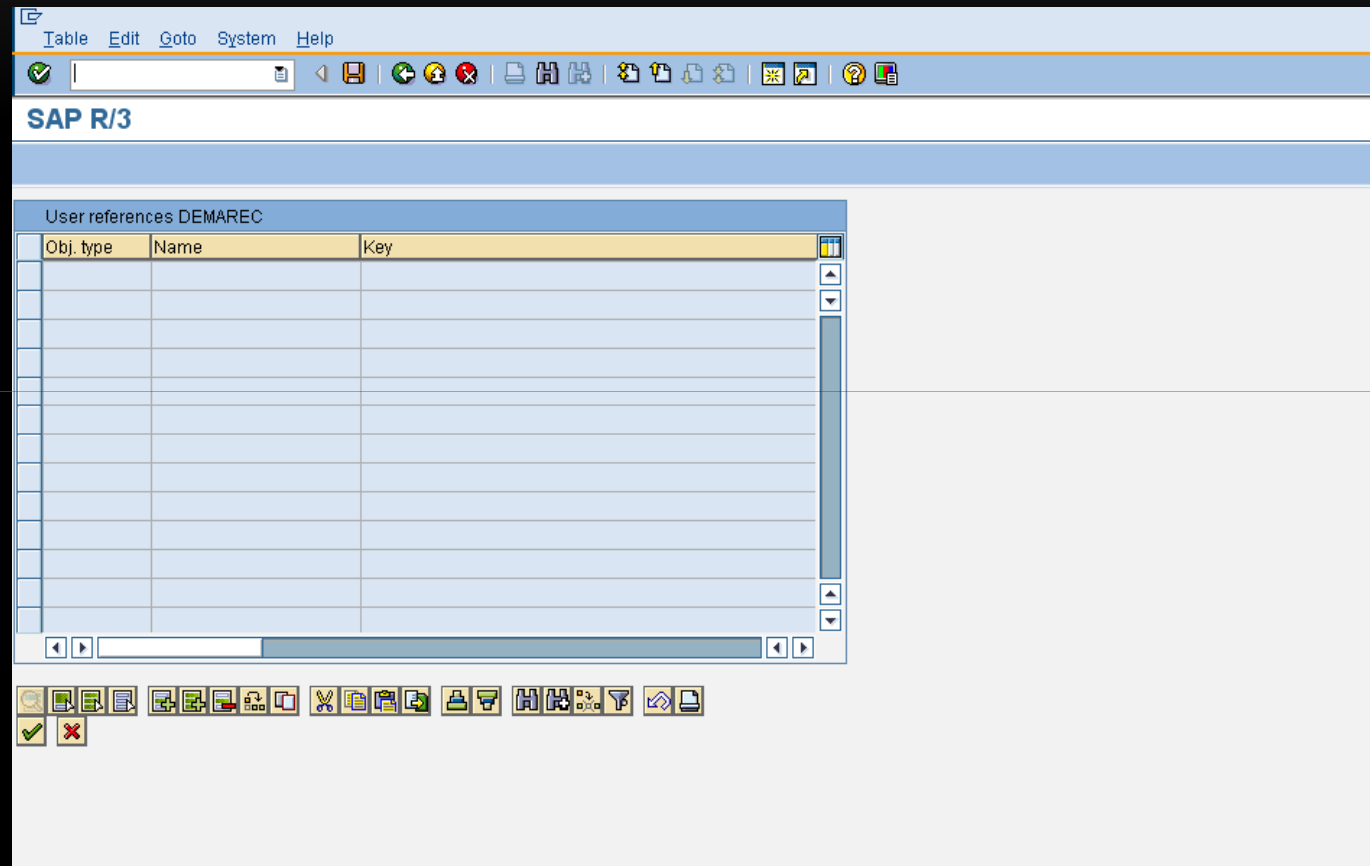 Table Edit Goto System Help
SAP R/3
User references DEMAREC
Obj. type Name Key